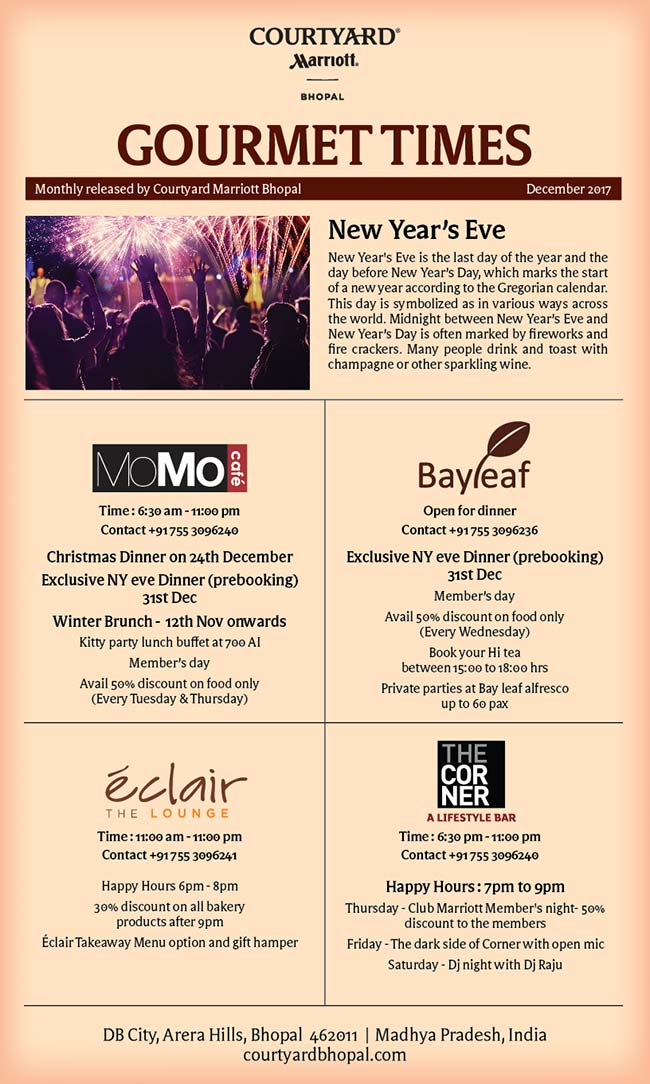 COURTYARD®
Marriott.
BHOPAL
GOURMET TIMES
Monthly released by Courtyard Marriott Bhopal
December 2017
New Year's Eve
New Year's Eve is the last day of the year and the
day before New Year's Day, which marks the start
of a new year according to the Gregorian calendar.
This day is symbolized as in various ways across
the world. Midnight between New Year's Eve and
New Year's Day is often marked by fireworks and
fire crackers. Many people drink and toast with
champagne or other sparkling wine.
MoMo café
Time : 6:30 am - 11:00 pm
Contact +91 755 3096240
Christmas Dinner on 24th December
Exclusive NY eve Dinner (prebooking)
31st Dec
Winter Brunch - 12th Nov onwards
Kitty party lunch buffet at 700 AI
Member's day
Avail 50% discount on food only
(Every Tuesday & Thursday)
Bayleaf
Open for dinner
Contact +91 755 3096236
Exclusive NY eve Dinner (prebooking)
31st Dec
Member's day
Avail 50% discount on food only
(Every Wednesday)
Book your Hi tea
between 15:00 to 18:00 hrs
Private parties at Bay leaf alfresco
up to 60 pax
éclair
THE LOUNGE
Time : 11:00 am - 11:00 pm
Contact +91 755 3096241
Happy Hours 6pm - 8pm
30% discount on all bakery
products after 9pm
Éclair Takeaway Menu option and gift hamper
THE
COR
NER
A LIFESTYLE BAR
Time : 6:30 pm - 11:00 pm
Contact +91 755 3096240
Happy Hours : 7pm to 9pm
Thursday - Club Marriott Member's night- 50%
discount to the members
Friday - The dark side of Corner with open mic
Saturday - Dj night with Dj Raju
DB City, Arera Hills, Bhopal 462011 | Madhya Pradesh, India
courtyardbhopal.com